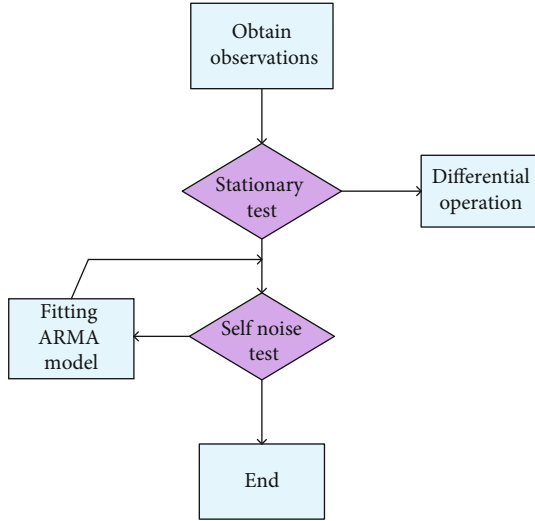 Obtain
observations
Stationary
test
Differential
operation
Fitting
ARMA
model
Self noise
test
End